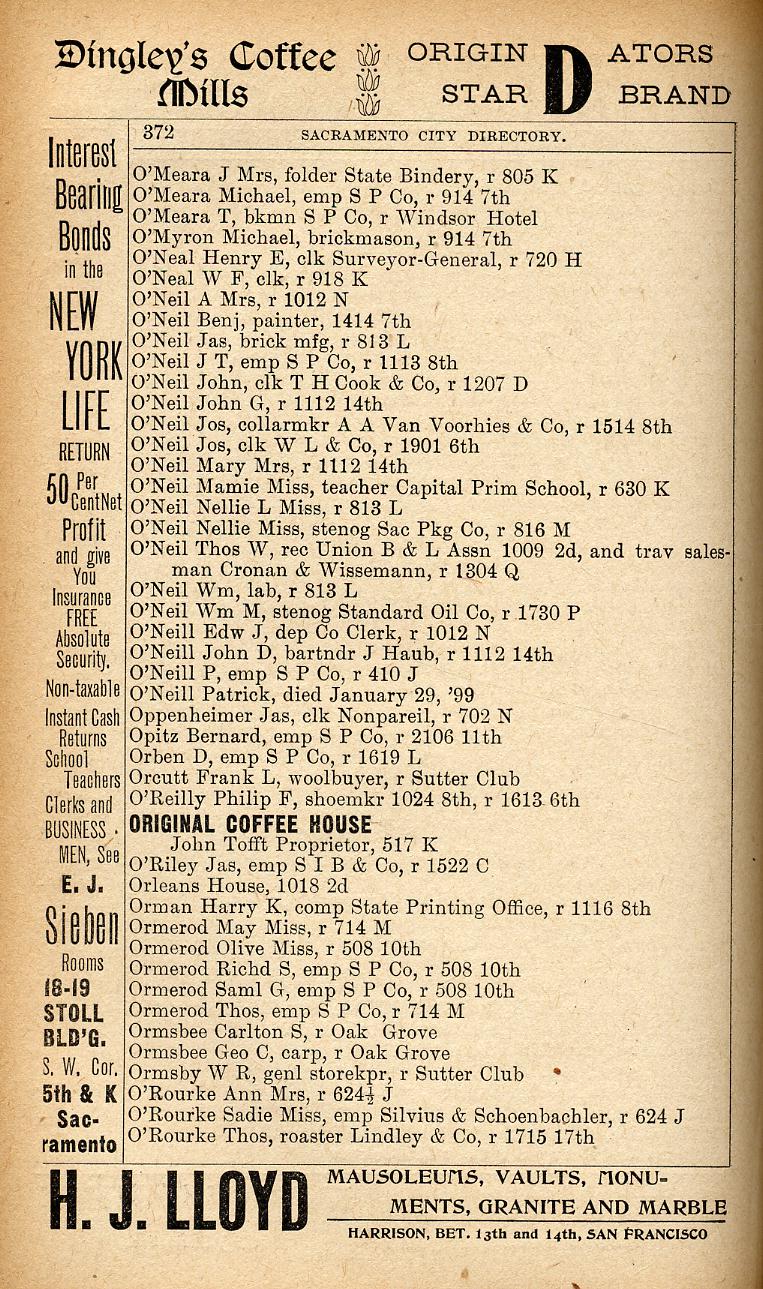 Dingley's Coffee Mills
ORIGIN D ATORS
STAR BRAND
Interest
Bearing
Bonds
in the
NEW
YORK
LIFE
RETURN
50 Per
CentNet
Profit
and give
You
Insurance
FREE
Absolute
Security.
Non-taxable
Instant Cash
Returns
School
Teachers
Clerks and
BUSINESS
MEN, See
E. J.
Sieben
Rooms
18-19
STOLL
BLD'G.
S. W. Cor.
5th & K
Sac-
ramento
372 SACRAMENTO CITY DIRECTORY.
O'Meara J Mrs, folder State Bindery, r 805 K
O'Meara Michael, emp S P Co, r 914 7th
O'Meara T, bkmn S P Co, r Windsor Hotel
O'Myron Michael, brickmason, r 914 7th
O'Neal Henry E, clk Surveyor-General, r 720 H
O'Neal W F, clk, r 918 K
O'Neil A Mrs, r 1012 N
O'Neil Benj, painter, 1414 7th
O'Neil Jas, brick mfg, r 813 L
O'Neil J T, emp S P Co, r 1113 8th
O'Neil John, clk T H Cook & Co, r 1207 D
O'Neil John G, r 1112 14th
O'Neil Jos, collarmkr A A Van Voorhies & Co, r 1514 8th
O'Neil Jos, clk W L & Co, r 1901 6th
O'Neil Mary Mrs, r 1112 14th
O'Neil Mamie Miss, teacher Capital Prim School, r 630 K
O'Neil Nellie L Miss, r 813 L
O'Neil Nellie Miss, stenog Sac Pkg Co, r 816 M
O'Neil Thos W, rec Union B & L Assn 1009 2d, and trav sales-
man Cronan & Wissemann, r 1304 Q
O'Neil Wm, lab, r 813 L
O'Neil Wm M, stenog Standard Oil Co, r 1730 P
O'Neill Edw J, dep Co Clerk, r 1012 N
O'Neill John D, bartndr J Haub, r 1112 14th
O'Neill P, emp S P Co, r 410 J
O'Neill Patrick, died January 29, '99
Oppenheimer Jas, clk Nonpareil, r 702 N
Opitz Bernard, emp S P Co, r 2106 11th
Orben D, emp S P Co, r 1619 L
Orcutt Frank L, woolbuyer, r Sutter Club
O'Reilly Philip F, shoemkr 1024 8th, r 1613 6th
ORIGINAL COFFEE HOUSE
John Tofft Proprietor, 517 K
O'Riley Jas, emp S I B & Co, r 1522 C
Orleans House, 1018 2d
Orman Harry K, comp State Printing Office, r 1116 8th
Ormerod May Miss, r 714 M
Ormerod Olive Miss, r 508 10th
Ormerod Richd S, emp S P Co, r 508 10th
Ormerod Saml G, emp S P Co, r 508 10th
Ormerod Thos, emp S P Co, r 714 M
Ormsbee Carlton S, r Oak Grove
Ormsbee Geo C, carp, r Oak Grove
Ormsby W R, genl storekpr, r Sutter Club
O'Rourke Ann Mrs, r 624½ J
O'Rourke Sadie Miss, emp Silvius & Schoenbachler, r 624 J
O'Rourke Thos, roaster Lindley & Co, r 1715 17th
H. J. LLOYD
MAUSOLEUMS, VAULTS, MONU-
MENTS, GRANITE AND MARBLE
HARRISON, BET. 13th and 14th, SAN FRANCISCO